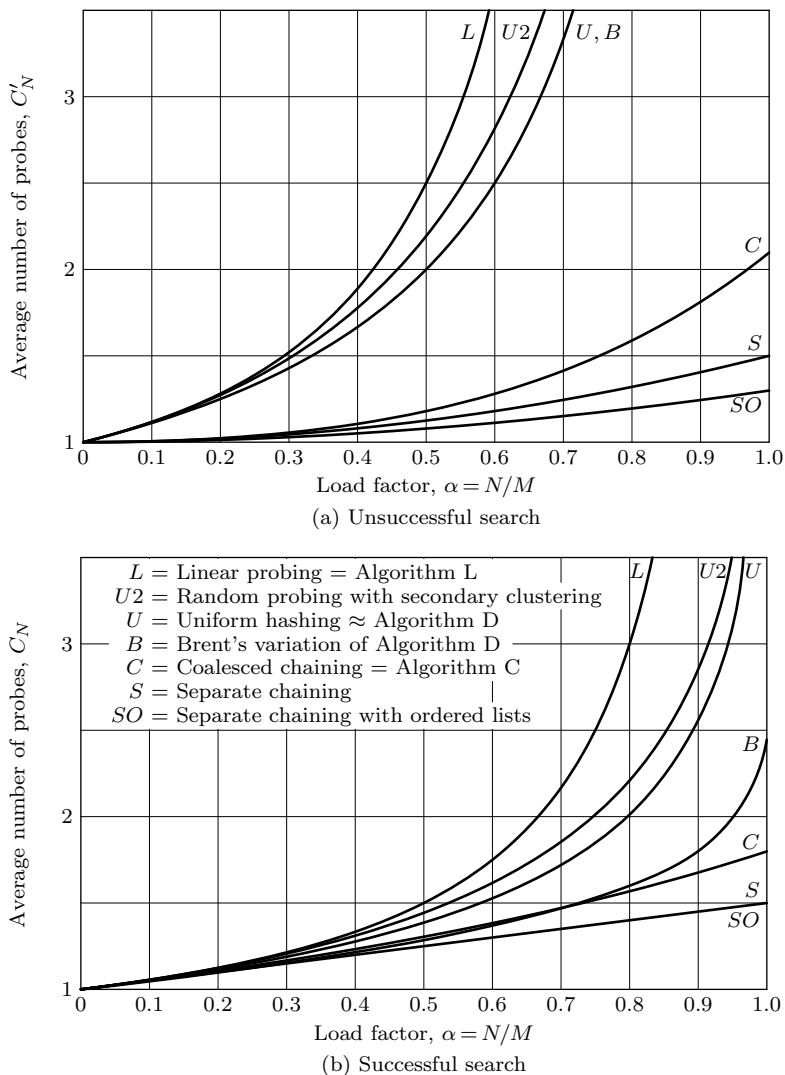 L U2 U, B
3
2
C
S
SO
1
0 0.1 0.2 0.3 0.4 0.5 0.6 0.7 0.8 0.9 1.0
Average number of probes, C′N
Load factor, α = N/M
(a) Unsuccessful search
L = Linear probing = Algorithm L
U2 = Random probing with secondary clustering
U = Uniform hashing ≈ Algorithm D
B = Brent's variation of Algorithm D
C = Coalesced chaining = Algorithm C
S = Separate chaining
SO = Separate chaining with ordered lists
L U2 U
3
B
2
C
S
SO
1
0 0.1 0.2 0.3 0.4 0.5 0.6 0.7 0.8 0.9 1.0
Average number of probes, CN
Load factor, α = N/M
(b) Successful search